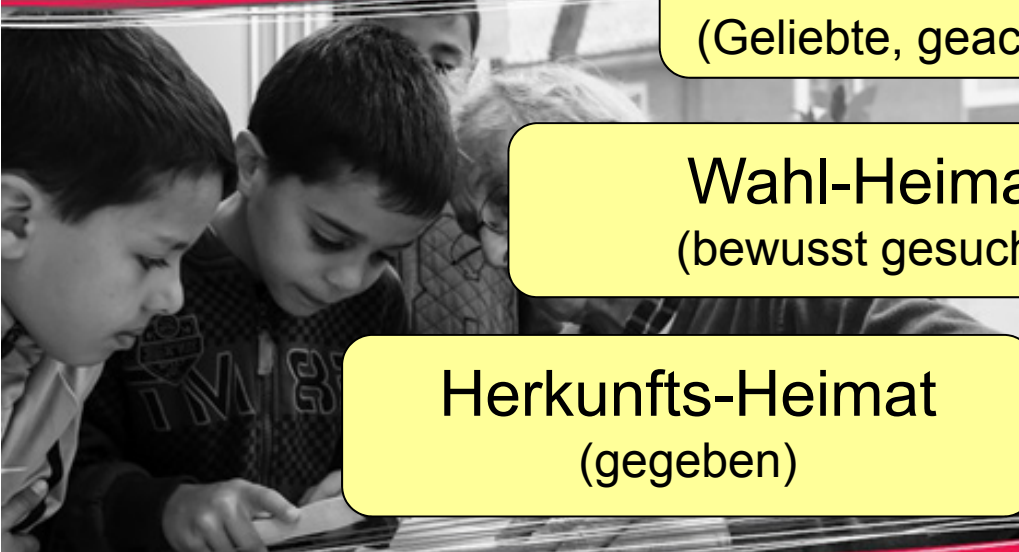 (Geliebte, geac
Wahl-Heima
(bewusst gesuch
Herkunfts-Heimat
(gegeben)